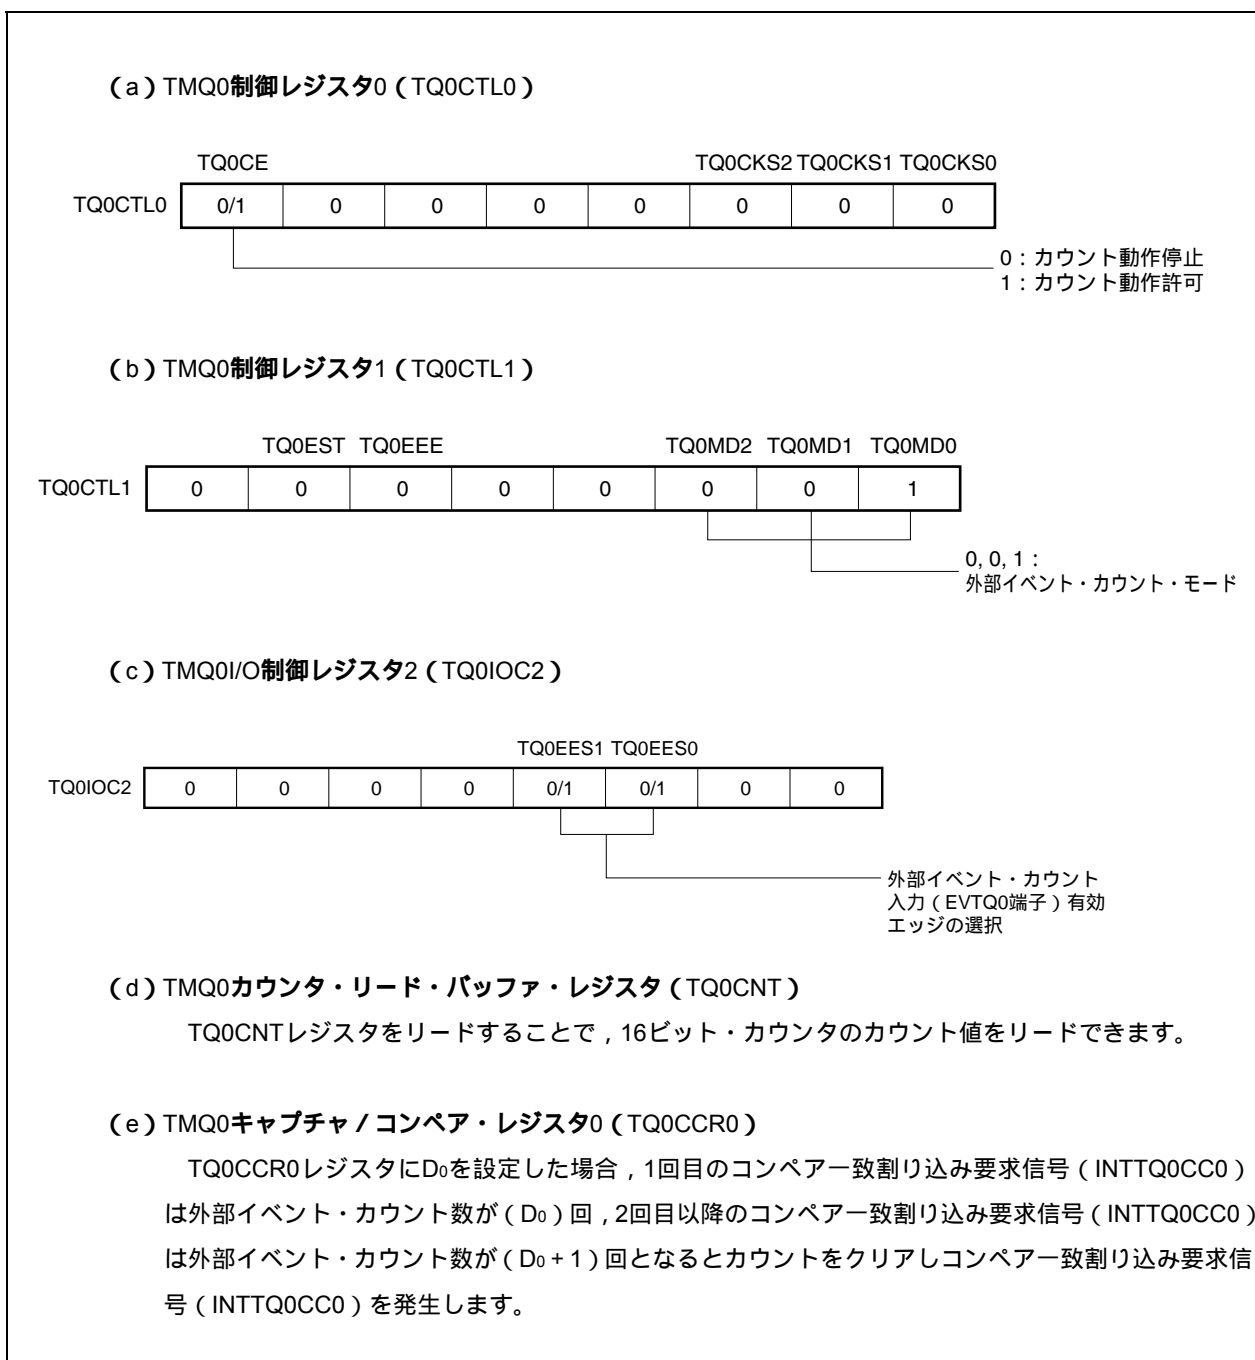 （a）TMQ0制御レジスタ0（TQ0CTL0）
TQ0CE TQ0CKS2 TQ0CKS1 TQ0CKS0
TQ0CTL0 0/1 0 0 0 0 0 0 0
0：カウント動作停止
1：カウント動作許可
（b）TMQ0制御レジスタ1（TQ0CTL1）
TQ0EST TQ0EEE TQ0MD2 TQ0MD1 TQ0MD0
TQ0CTL1 0 0 0 0 0 0 0 1
0, 0, 1：
外部イベント・カウント・モード
（c）TMQ0I/O制御レジスタ2（TQ0IOC2）
TQ0EES1 TQ0EES0
TQ0IOC2 0 0 0 0 0/1 0/1 0 0
外部イベント・カウント
入力（EVTQ0端子）有効
エッジの選択
（d）TMQ0カウンタ・リード・バッファ・レジスタ（TQ0CNT）
TQ0CNTレジスタをリードすることで，16ビット・カウンタのカウント値をリードできます。
（e）TMQ0キャプチャ／コンペア・レジスタ0（TQ0CCR0）
TQ0CCR0レジスタにD0を設定した場合，1回目のコンペア一致割り込み要求信号（INTTQ0CC0）
は外部イベント・カウント数が（D0）回，2回目以降のコンペア一致割り込み要求信号（INTTQ0CC0）
は外部イベント・カウント数が（D0＋1）回となるとカウントをクリアしコンペア一致割り込み要求信
号（INTTQ0CC0）を発生します。